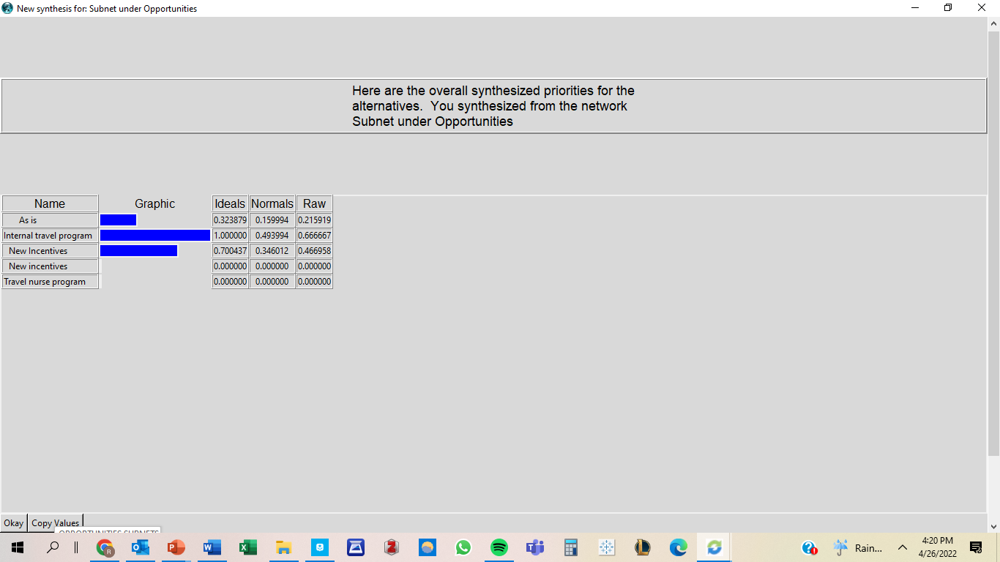 New synthesis for: Subnet under Opportunities
Here are the overall synthesized priorities for the
alternatives. You synthesized from the network
Subnet under Opportunities
Name Graphic Ideals Normals Raw
As is 0.323879 0.159994 0.215919
Internal travel program 1.000000 0.493994 0.666667
New Incentives 0.700437 0.346012 0.466958
New incentives 0.000000 0.000000 0.000000
Travel nurse program 0.000000 0.000000 0.000000
Okay Copy Values
OPPORTUNITIES SUBNETS
Rain... 4:20 PM
4/26/2022